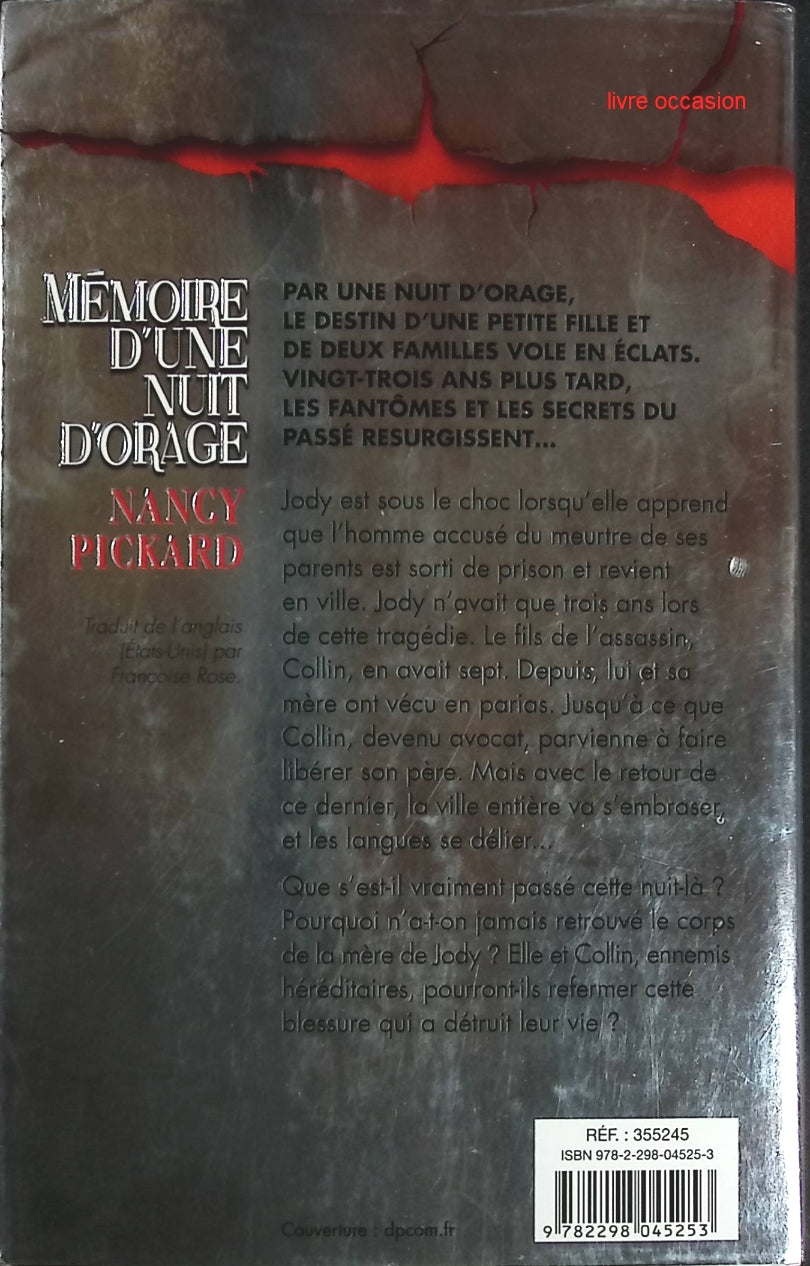 livre occasion
MÉMOIRE
D'UNE
NUIT
D'ORAGE
NANCY
PICKARD
Traduit de l'anglais
(États-Unis) par
Françoise Rose.
PAR UNE NUIT D'ORAGE,
LE DESTIN D'UNE PETITE FILLE ET
DE DEUX FAMILLES VOLE EN ÉCLATS.
VINGT-TROIS ANS PLUS TARD,
LES FANTÔMES ET LES SECRETS DU
PASSÉ RESURGISSENT...
Jody est sous le choc lorsqu'elle apprend
que l'homme accusé du meurtre de ses
parents est sorti de prison et revient
en ville. Jody n'avait que trois ans lors
de cette tragédie. Le fils de l'assassin,
Collin, en avait sept. Depuis, lui et sa
mère ont vécu en parias. Jusqu'à ce que
Collin, devenu avocat, parvienne à faire
libérer son père. Mais avec le retour de
ce dernier, la ville entière va s'embraser,
et les langues se délier...
Que s'est-il vraiment passé cette nuit-là ?
Pourquoi n'a-t-on jamais retrouvé le corps
de la mère de Jody ? Elle et Collin, ennemis
héréditaires, pourront-ils refermer cette
blessure qui a détruit leur vie ?
RÉF. : 355245
ISBN 978-2-298-04525-3
9 782298 045253
Couverture : dpcom.fr